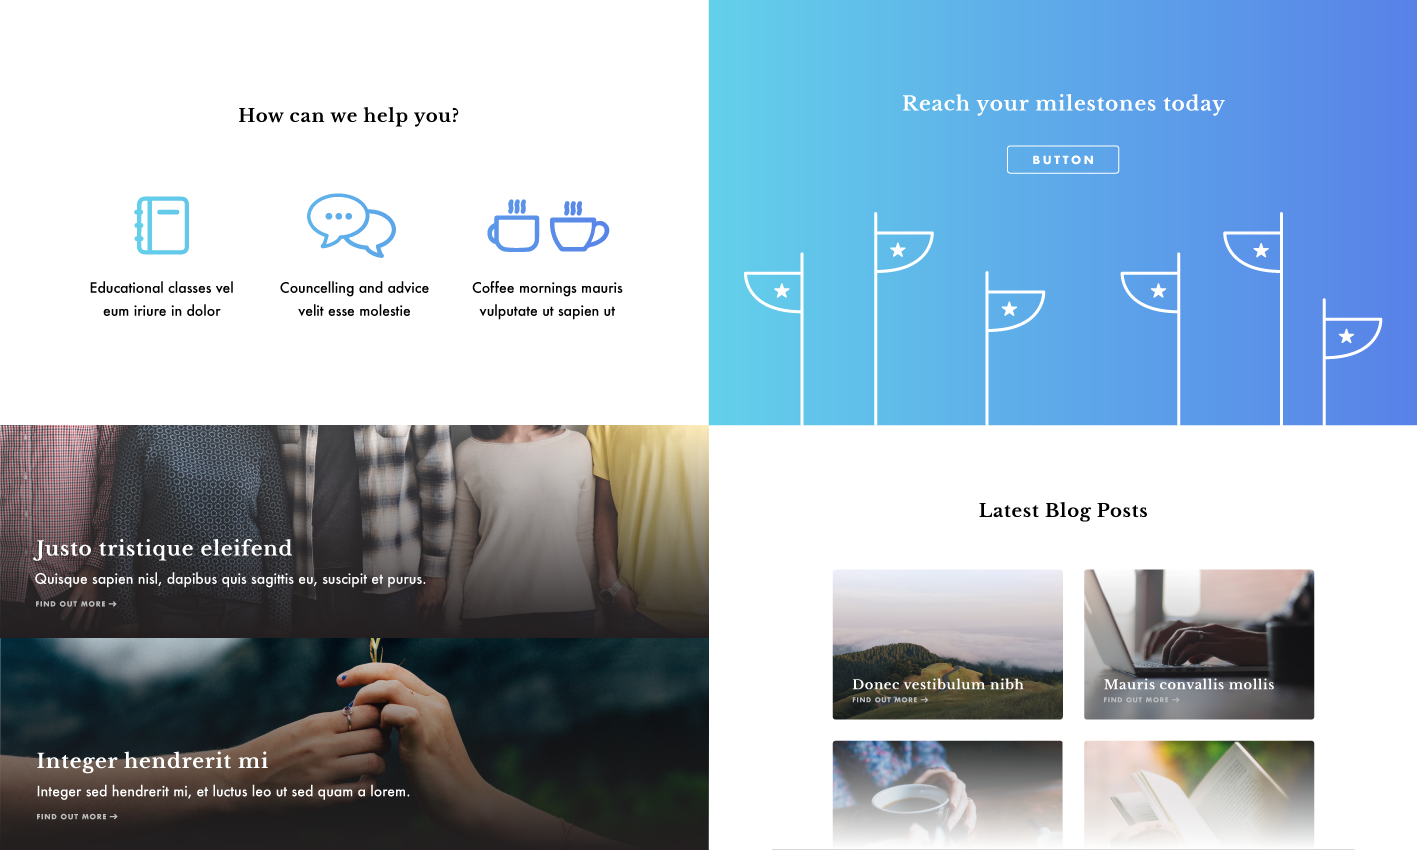 How can we help you?
Educational classes vel
eum iriure in dolor
Councelling and advice
velit esse molestie
Coffee mornings mauris
vulputate ut sapien ut
Reach your milestones today
BUTTON
Justo tristique eleifend
Quisque sapien nisl, dapibus quis sagittis eu, suscipit et purus.
FIND OUT MORE →
Integer hendrerit mi
Integer sed hendrerit mi, et luctus leo ut sed quam a lorem.
FIND OUT MORE →
Latest Blog Posts
Donec vestibulum nibh
FIND OUT MORE →
Mauris convallis mollis
FIND OUT MORE →